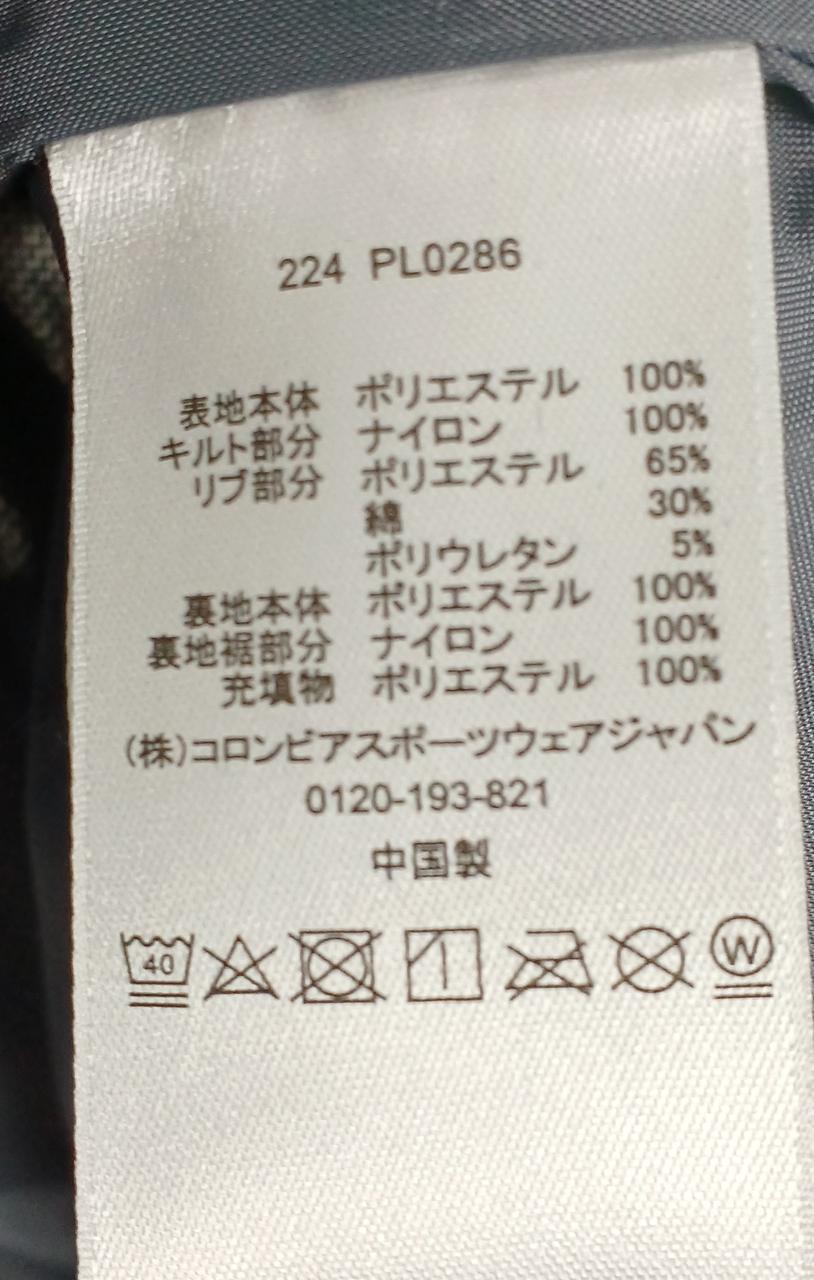 224 PL0286
表地本体 ポリエステル 100%
キルト部分 ナイロン 100%
リブ部分 ポリエステル 65%
綿 30%
ポリウレタン 5%
裏地本体 ポリエステル 100%
裏地裾部分 ナイロン 100%
充填物 ポリエステル 100%
(株)コロンビアスポーツウェアジャパン
0120-193-821
中国製
40 W